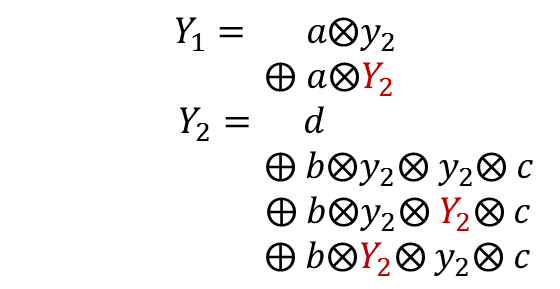 Y₁ = a⊗y₂
⊕ a⊗Y₂
Y₂ = d
⊕ b⊗y₂⊗ y₂⊗ c
⊕ b⊗y₂⊗ Y₂⊗ c
⊕ b⊗Y₂⊗ y₂⊗ c